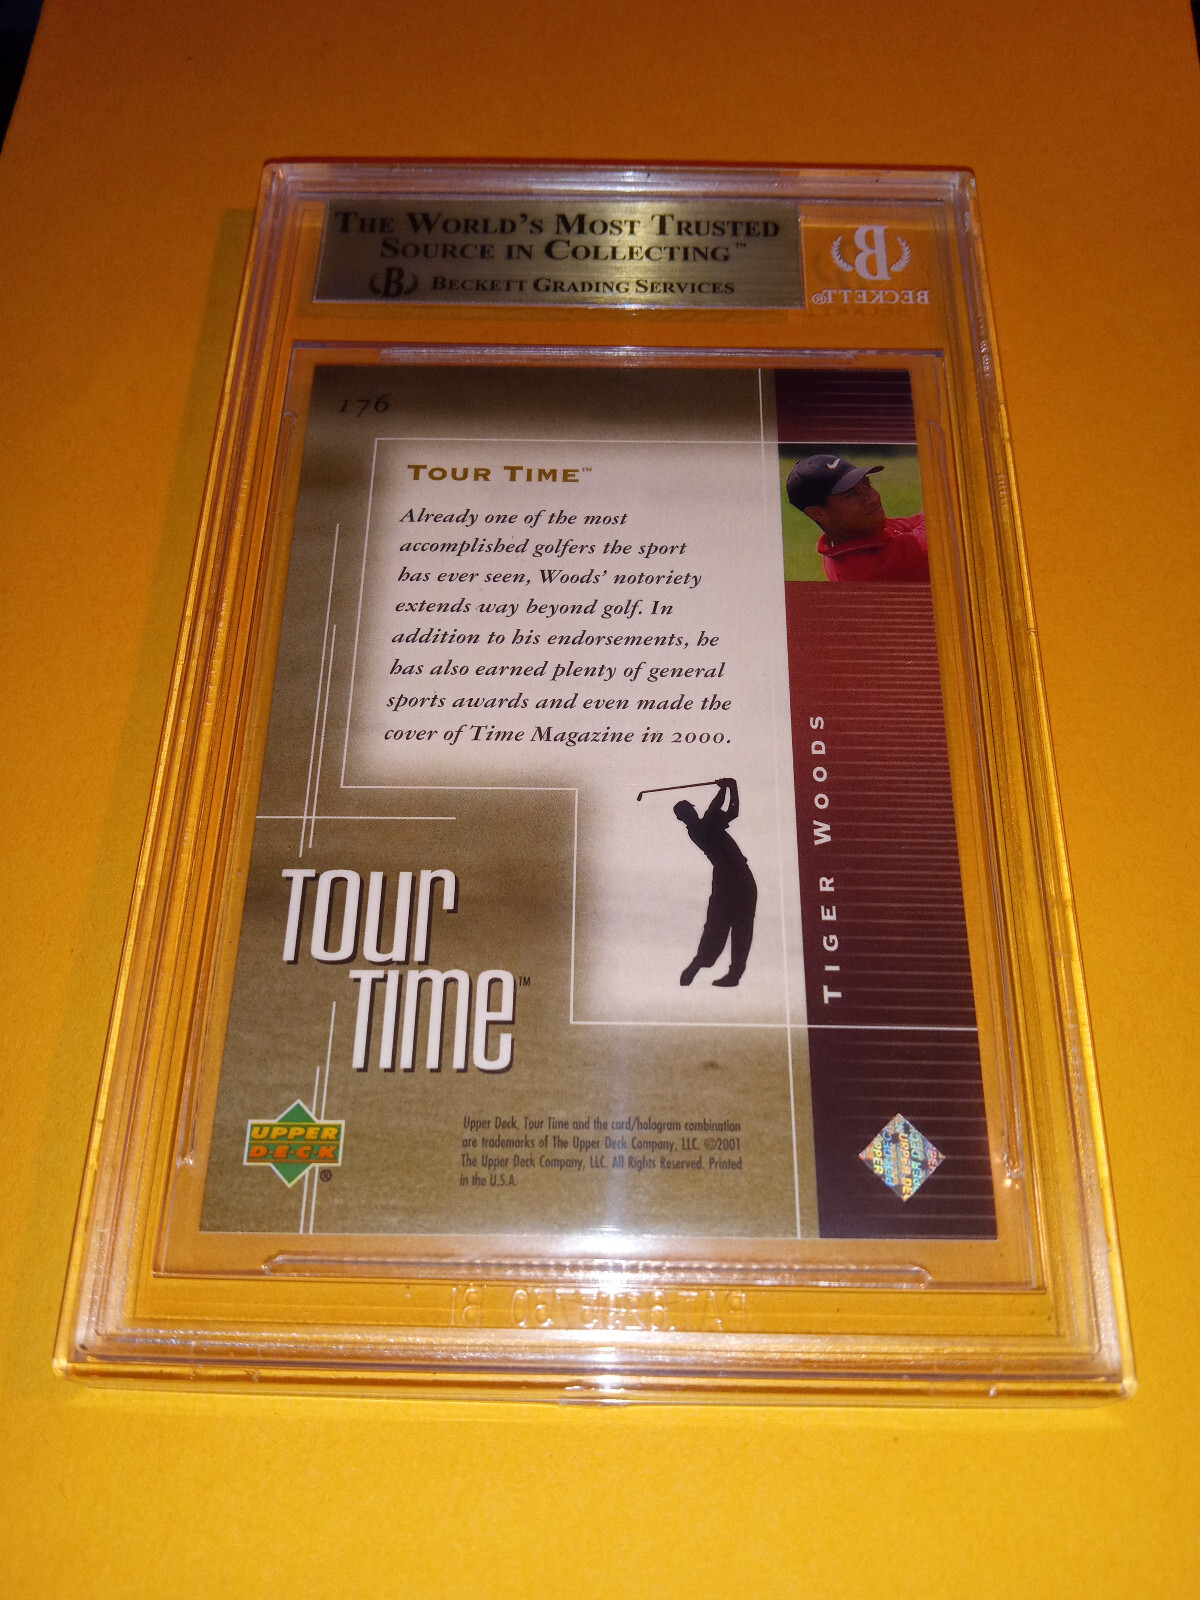 THE WORLD'S MOST TRUSTED
SOURCE IN COLLECTING™
B BECKETT GRADING SERVICES
B
BECKETT®
176
TOUR TIME™
Already one of the most
accomplished golfers the sport
has ever seen, Woods' notoriety
extends way beyond golf. In
addition to his endorsements, he
has also earned plenty of general
sports awards and even made the
cover of Time Magazine in 2000.
TIGER WOODS
TOUR
TIME™
UPPER
D·E·C·K
®
Upper Deck, Tour Time and the card/hologram combination
are trademarks of The Upper Deck Company, LLC. ©2001
The Upper Deck Company, LLC. All Rights Reserved. Printed
in the U.S.A.
UPPER DECK